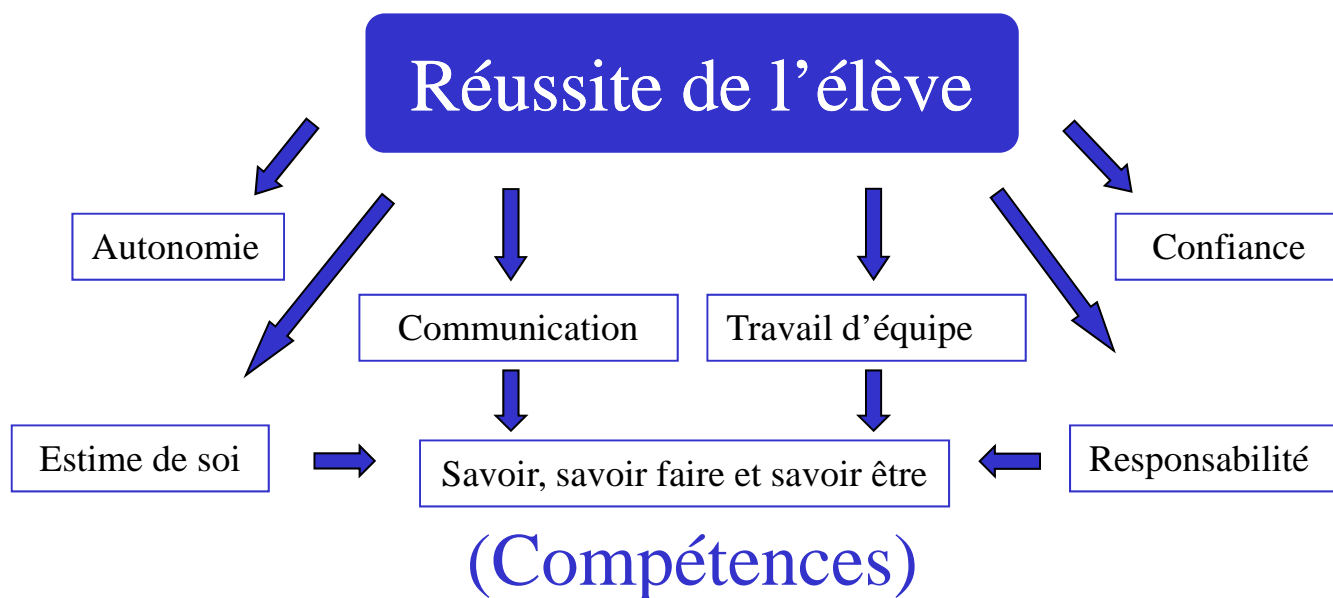 Réussite de l’élève
Autonomie
Confiance
Communication
Travail d’équipe
Estime de soi
Savoir, savoir faire et savoir être
Responsabilité
(Compétences)